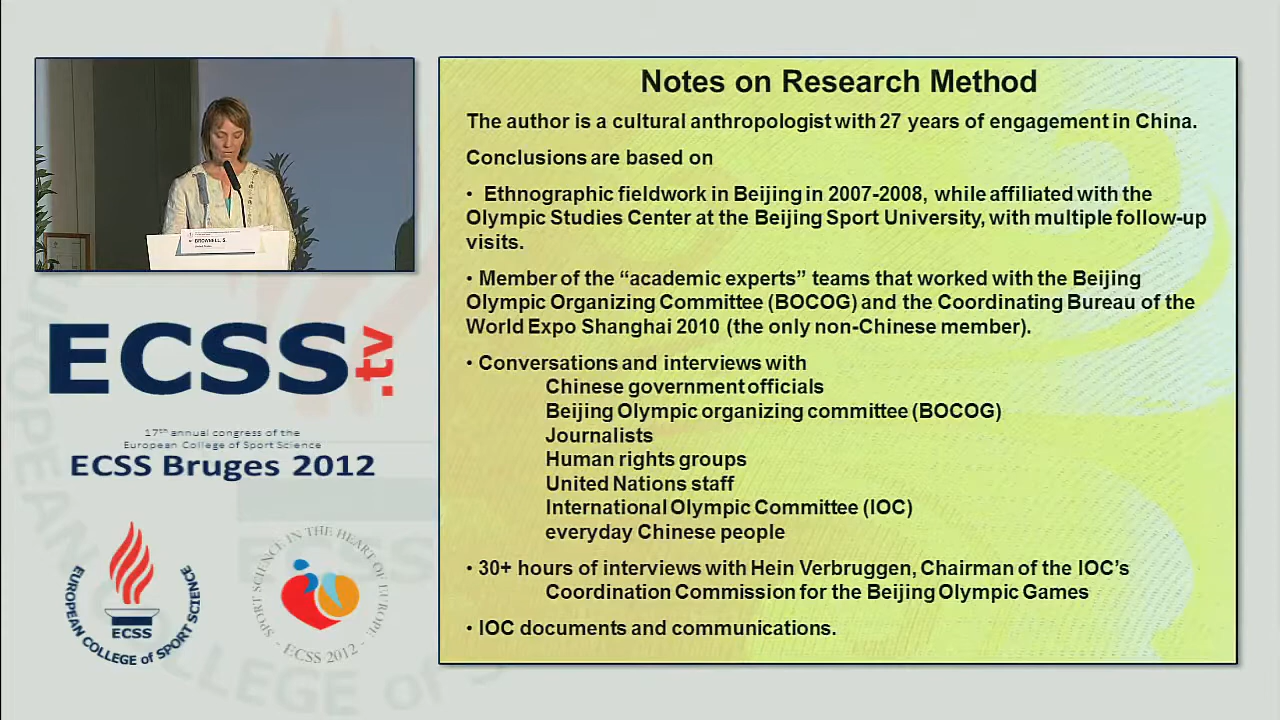 Notes on Research Method
The author is a cultural anthropologist with 27 years of engagement in China.
Conclusions are based on
• Ethnographic fieldwork in Beijing in 2007-2008, while affiliated with the
Olympic Studies Center at the Beijing Sport University, with multiple follow-up
visits.
• Member of the “academic experts” teams that worked with the Beijing
Olympic Organizing Committee (BOCOG) and the Coordinating Bureau of the
World Expo Shanghai 2010 (the only non-Chinese member).
• Conversations and interviews with
Chinese government officials
Beijing Olympic organizing committee (BOCOG)
Journalists
Human rights groups
United Nations staff
International Olympic Committee (IOC)
everyday Chinese people
• 30+ hours of interviews with Hein Verbruggen, Chairman of the IOC’s
Coordination Commission for the Beijing Olympic Games
• IOC documents and communications.
BROWNELL, S.
ECSS.tv
17th annual congress of the
European College of Sport Science
ECSS Bruges 2012
EUROPEAN COLLEGE of SPORT SCIENCE
ECSS
SPORT SCIENCE IN THE HEART OF EUROPE
- ECSS 2012 -